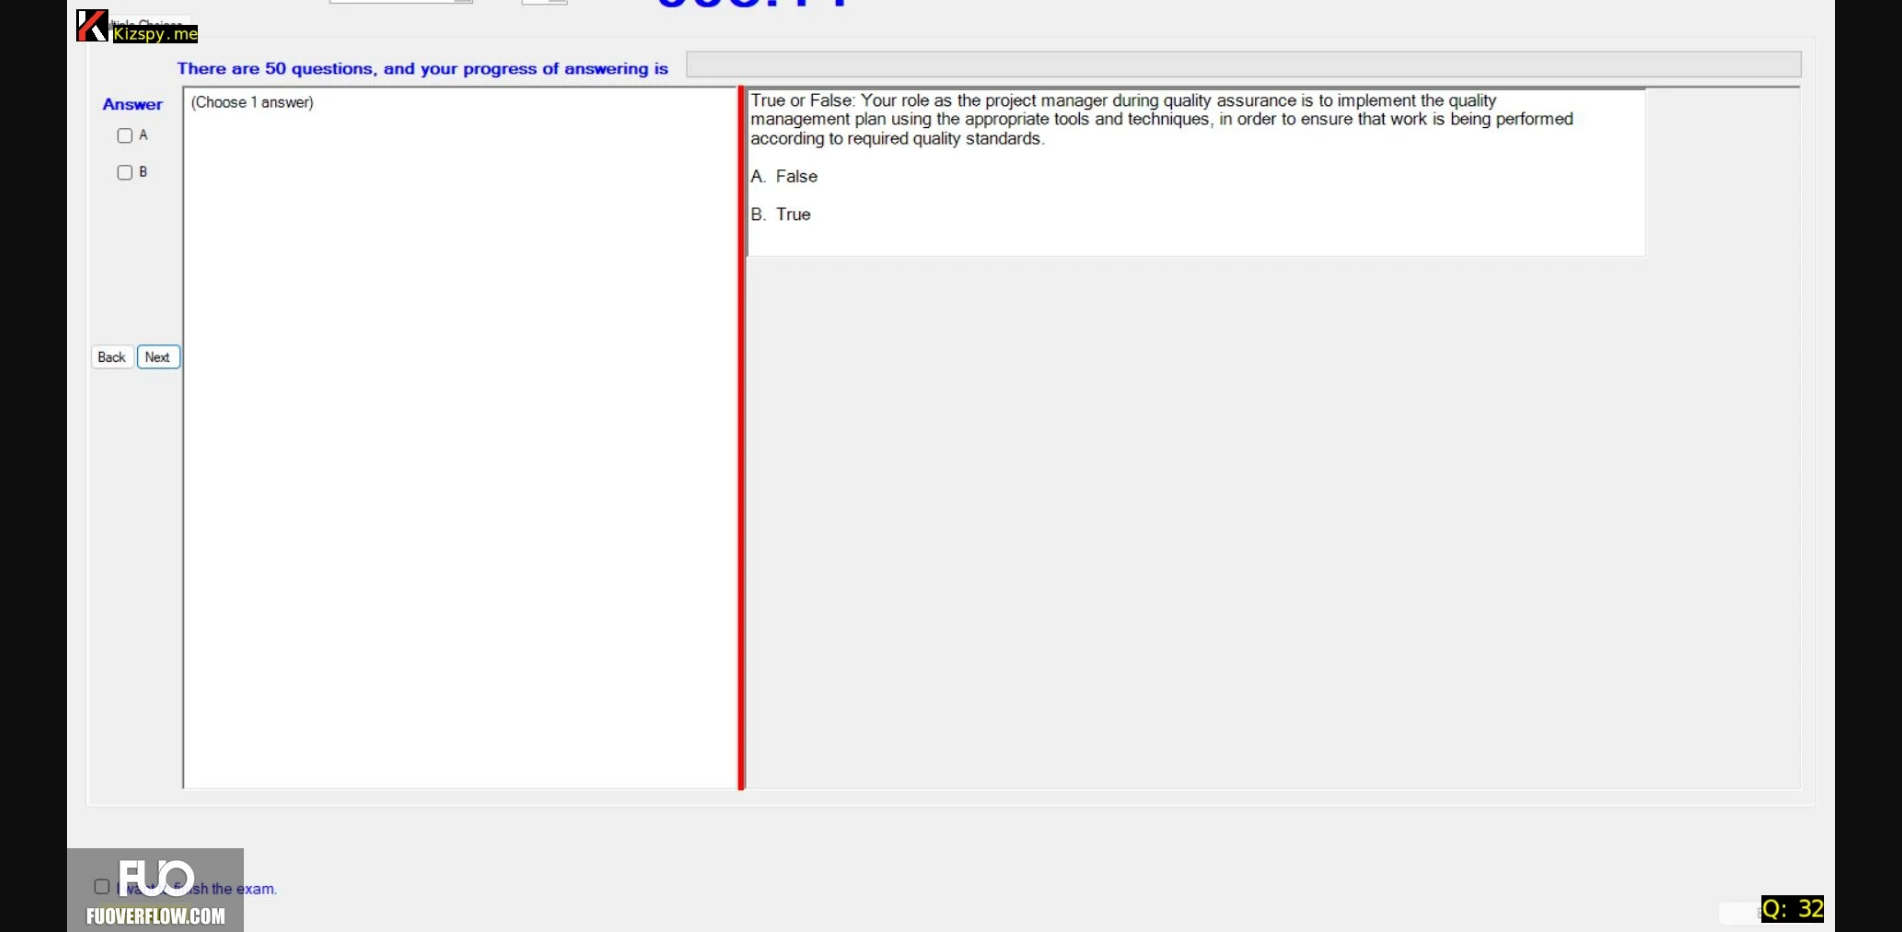 Kizspy.me
There are 50 questions, and your progress of answering is
Answer
(Choose 1 answer)
A
B
Back
Next
True or False: Your role as the project manager during quality assurance is to implement the quality
management plan using the appropriate tools and techniques, in order to ensure that work is being performed
according to required quality standards.
A. False
B. True
FUO
the exam.
FUOVERFLOW.COM
Q: 32